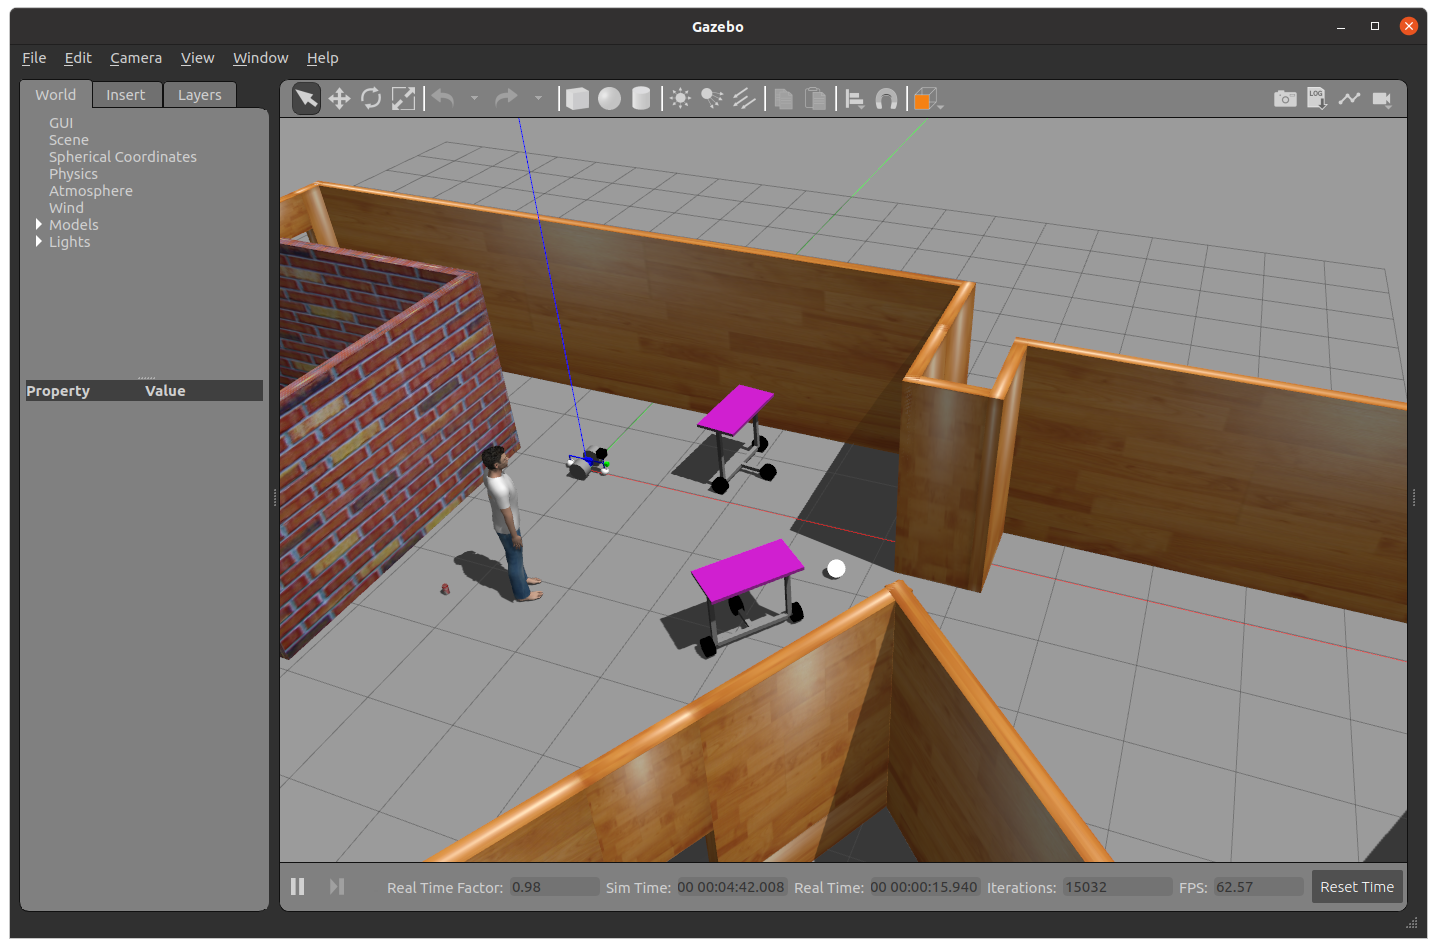 Gazebo
File Edit Camera View Window Help
World Insert Layers
LOG
GUI
Scene
Spherical Coordinates
Physics
Atmosphere
Wind
Models
Lights
Property Value
Real Time Factor: 0.98 Sim Time: 00 00:04:42.008 Real Time: 00 00:00:15.940 Iterations: 15032 FPS: 62.57 Reset Time